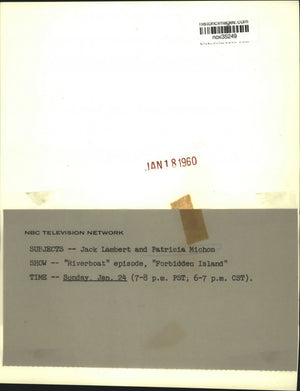 historicimages.com
nox35249
JAN 18 1960
NBC TELEVISION NETWORK
SUBJECTS -- Jack Lambert and Patricia Michon
SHOW -- "Riverboat" episode, "Forbidden Island"
TIME -- Sunday, Jan. 24 (7-8 p.m. PST; 6-7 p.m. CST).